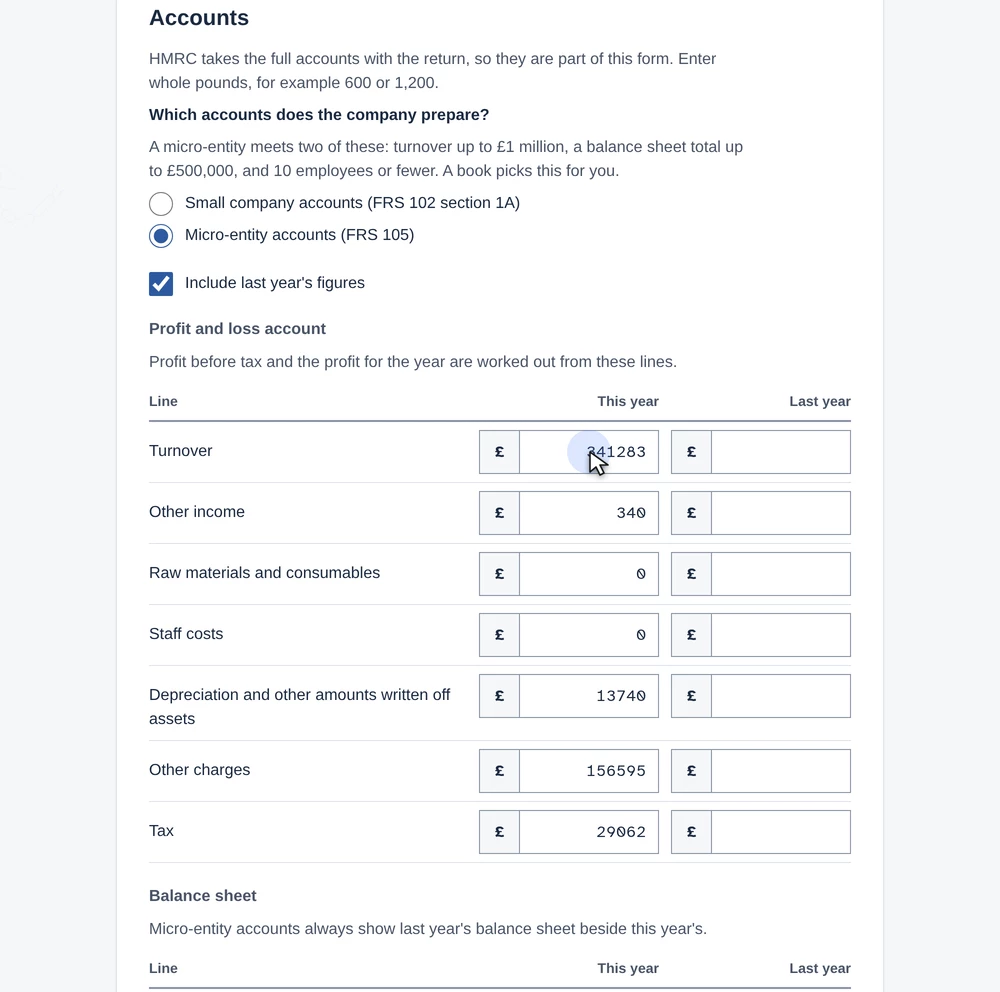 Accounts
HMRC takes the full accounts with the return, so they are part of this form. Enter
whole pounds, for example 600 or 1,200.
Which accounts does the company prepare?
A micro-entity meets two of these: turnover up to £1 million, a balance sheet total up
to £500,000, and 10 employees or fewer. A book picks this for you.
Small company accounts (FRS 102 section 1A)
Micro-entity accounts (FRS 105)
Include last year's figures
Profit and loss account
Profit before tax and the profit for the year are worked out from these lines.
Line This year Last year
Turnover £ 341283 £
Other income £ 340 £
Raw materials and consumables £ 0 £
Staff costs £ 0 £
Depreciation and other amounts written off £ 13740 £
assets
Other charges £ 156595 £
Tax £ 29062 £
Balance sheet
Micro-entity accounts always show last year's balance sheet beside this year's.
Line This year Last year